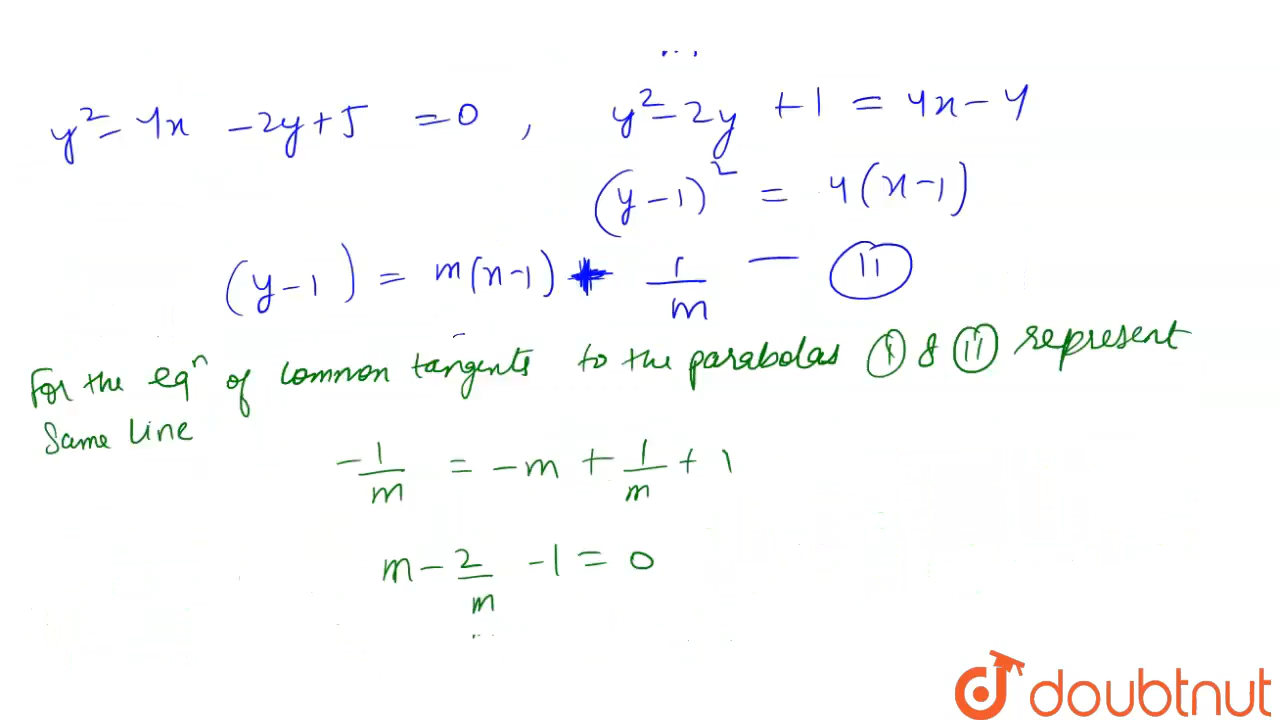 y² - 4x - 2y + 5 = 0 , y² - 2y + 1 = 4x - 4
(y - 1)² = 4(x - 1)
(y - 1) = m(x - 1) + 1/m — (II)
For the eqⁿ of common tangents to the parabolas (I) & (II) represent
same line
-1/m = -m + 1/m + 1
m - 2/m - 1 = 0
doubtnut